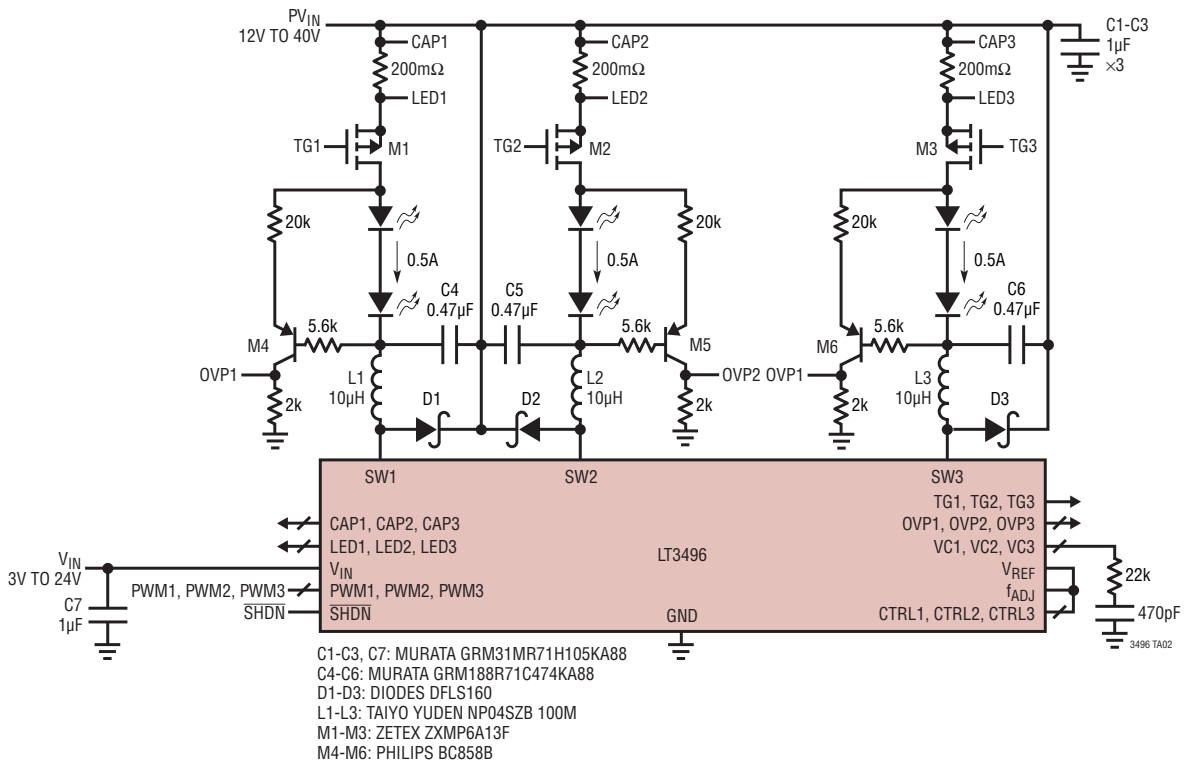 PVIN
12V TO 40V
CAP1
CAP2
CAP3
C1-C3
1µF
×3
200mΩ
200mΩ
200mΩ
LED1
LED2
LED3
TG1
M1
TG2
M2
M3
TG3
20k
20k
20k
0.5A
0.5A
0.5A
C4
0.47µF
C5
0.47µF
C6
0.47µF
M4
5.6k
5.6k
M5
M6
5.6k
OVP1
OVP2
OVP1
2k
L1
10µH
D1
D2
L2
10µH
2k
2k
L3
10µH
D3
SW1
SW2
SW3
TG1, TG2, TG3
CAP1, CAP2, CAP3
OVP1, OVP2, OVP3
LED1, LED2, LED3
LT3496
VC1, VC2, VC3
VIN
3V TO 24V
VIN
VREF
22k
PWM1, PWM2, PWM3
PWM1, PWM2, PWM3
fADJ
C7
1µF
SHDN
SHDN
GND
CTRL1, CTRL2, CTRL3
470pF
3496 TA02
C1-C3, C7: MURATA GRM31MR71H105KA88
C4-C6: MURATA GRM188R71C474KA88
D1-D3: DIODES DFLS160
L1-L3: TAIYO YUDEN NP04SZB 100M
M1-M3: ZETEX ZXMP6A13F
M4-M6: PHILIPS BC858B